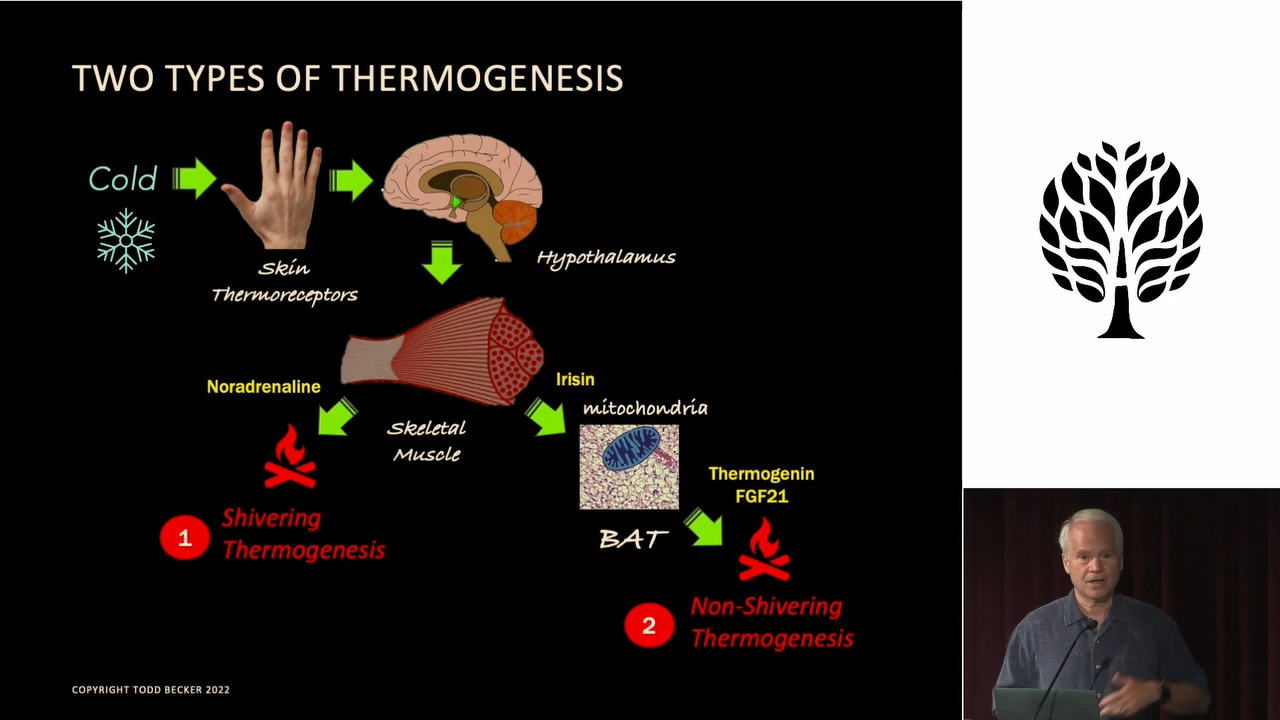 TWO TYPES OF THERMOGENESIS
Cold
Skin
Thermoreceptors
Hypothalamus
Noradrenaline
Irisin
Skeletal
Muscle
mitochondria
BAT
Thermogenin
FGF21
1
Shivering
Thermogenesis
2
Non-Shivering
Thermogenesis
COPYRIGHT TODD BECKER 2022